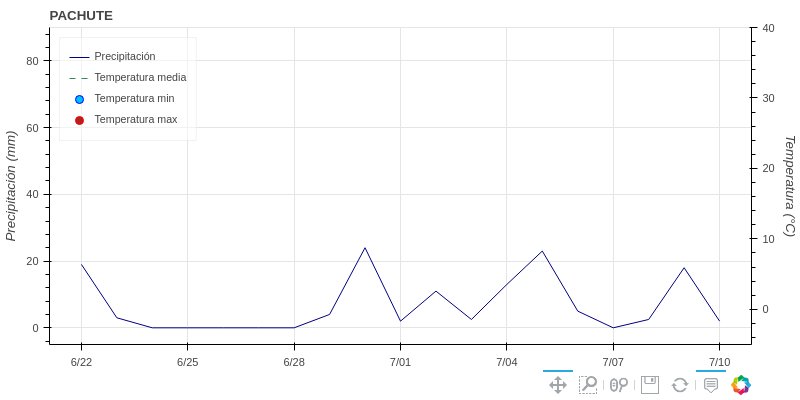 PACHUTE
Precipitación
Temperatura media
Temperatura min
Temperatura max
Precipitación (mm)
80
60
40
20
0
40
30
20
10
0
Temperatura (°C)
6/22
6/25
6/28
7/01
7/04
7/07
7/10